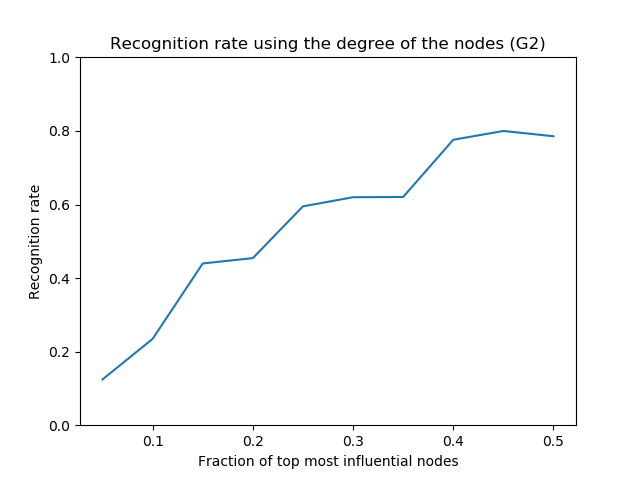 Recognition rate using the degree of the nodes (G2)
1.0
0.8
0.6
0.4
0.2
0.0
Recognition rate
0.1 0.2 0.3 0.4 0.5
Fraction of top most influential nodes